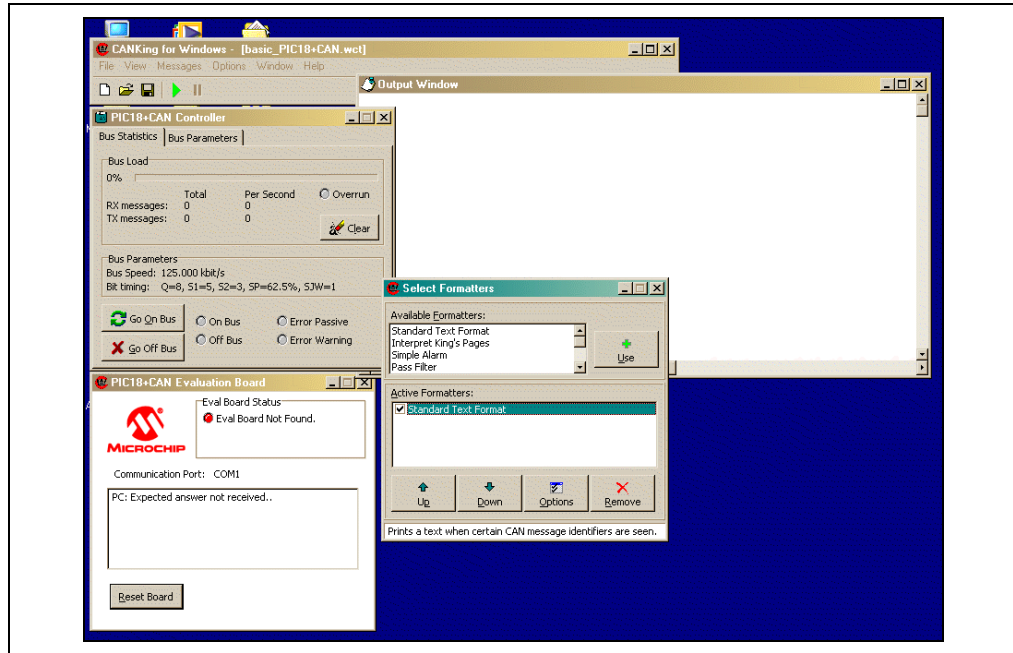 CANKing for Windows - [basic_PIC18+CAN.wct]
File View Messages Options Window Help
Output Window
PIC18+CAN Controller
Bus Statistics Bus Parameters
Bus Load
0%
Total Per Second Overrun
RX messages: 0 0
TX messages: 0 0
Clear
Bus Parameters
Bus Speed: 125.000 kbit/s
Bit timing: Q=8, S1=5, S2=3, SP=62.5%, SJW=1
Go On Bus On Bus Error Passive
Go Off Bus Off Bus Error Warning
Select Formatters
Available Formatters:
Standard Text Format
Interpret King's Pages
Simple Alarm
Pass Filter
Use
Active Formatters:
Standard Text Format
Up Down Options Remove
Prints a text when certain CAN message identifiers are seen.
PIC18+CAN Evaluation Board
Eval Board Status
Eval Board Not Found.
MICROCHIP
Communication Port: COM1
PC: Expected answer not received..
Reset Board